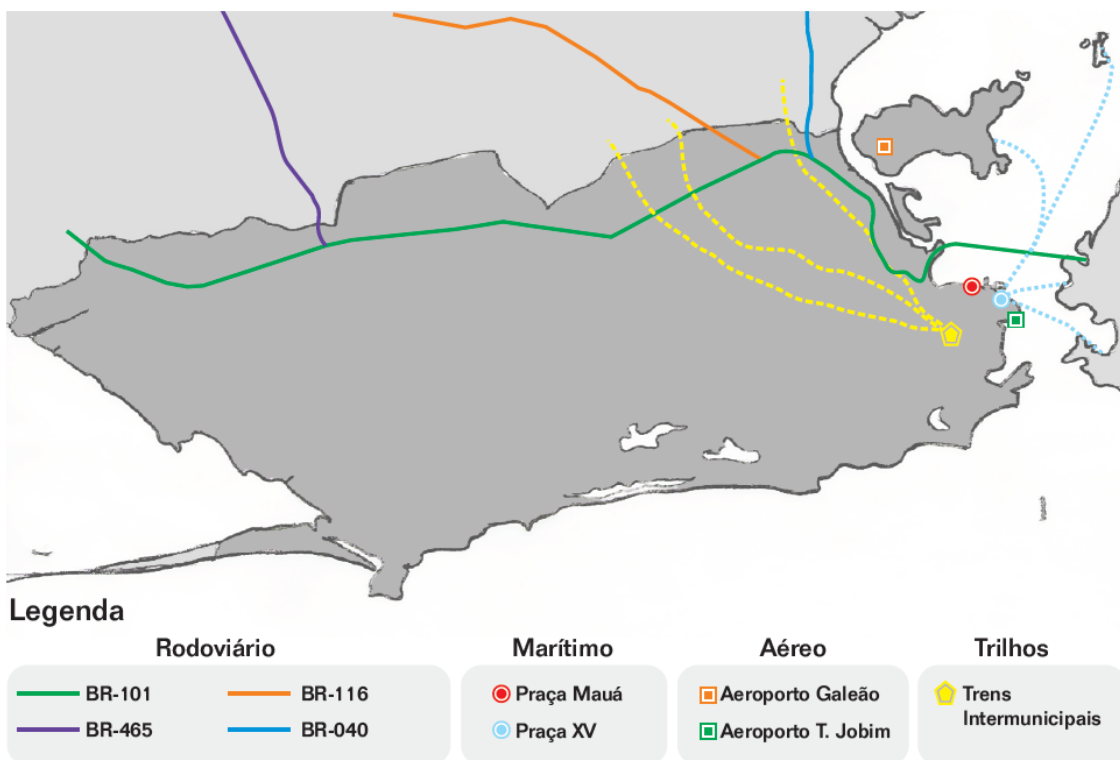 Legenda
Rodoviário
BR-101
BR-116
BR-465
BR-040
Marítimo
Praça Mauá
Praça XV
Aéreo
Aeroporto Galeão
Aeroporto T. Jobim
Trilhos
Trens
Intermunicipais